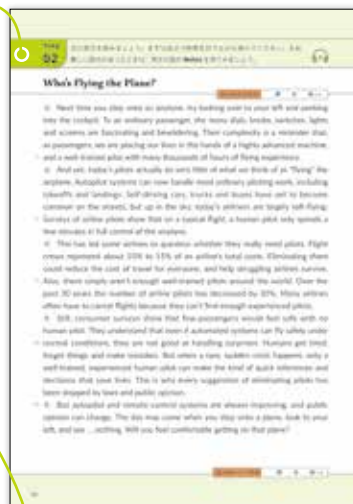 52
Who's Flying the Plane?
Next time you step onto an airplane, try looking over to your left and peeking
into the cockpit. To an ordinary passenger, the many dials, knobs, switches, lights
and screens are fascinating and bewildering. Their complexity is a reminder that,
as passengers, we are placing our lives in the hands of a highly advanced machine,
and a well-trained pilot with many thousands of hours of flying experience.
And yet, today's pilots actually do very little of what we think of as "flying" the
airplane. Autopilot systems can now handle most ordinary piloting work, including
takeoffs and landings. Self-driving cars, trucks and buses have yet to become
common on the streets, but up in the sky, today's airliners are largely self-flying.
Surveys of airline pilots show that on a typical flight, a human pilot only spends a
few minutes in full control of the airplane.
This has led some airlines to question whether they really need pilots. Flight
crews represent about 10% to 15% of an airline's total costs. Eliminating them
could reduce the cost of travel for everyone, and help struggling airlines survive.
Also, there simply aren't enough well-trained pilots around the world. Over the
past 30 years the number of airline pilots has decreased by 30%. Many airlines
often have to cancel flights because they can't find enough experienced pilots.
Still, consumer surveys show that few passengers would feel safe with no
human pilot. They understand that even if automated systems can fly safely under
normal conditions, they are not good at handling surprises. Humans get tired,
forget things and make mistakes. But when a rare, sudden crisis happens, only a
well-trained, experienced human pilot can make the kind of quick inferences and
decisions that save lives. This is why every suggestion of eliminating pilots has
been stopped by laws and public opinion.
But autopilot and remote-control systems are always improving, and public
opinion can change. The day may come when you step onto a plane, look to your
left, and see ... nothing. Will you feel comfortable getting on that plane?